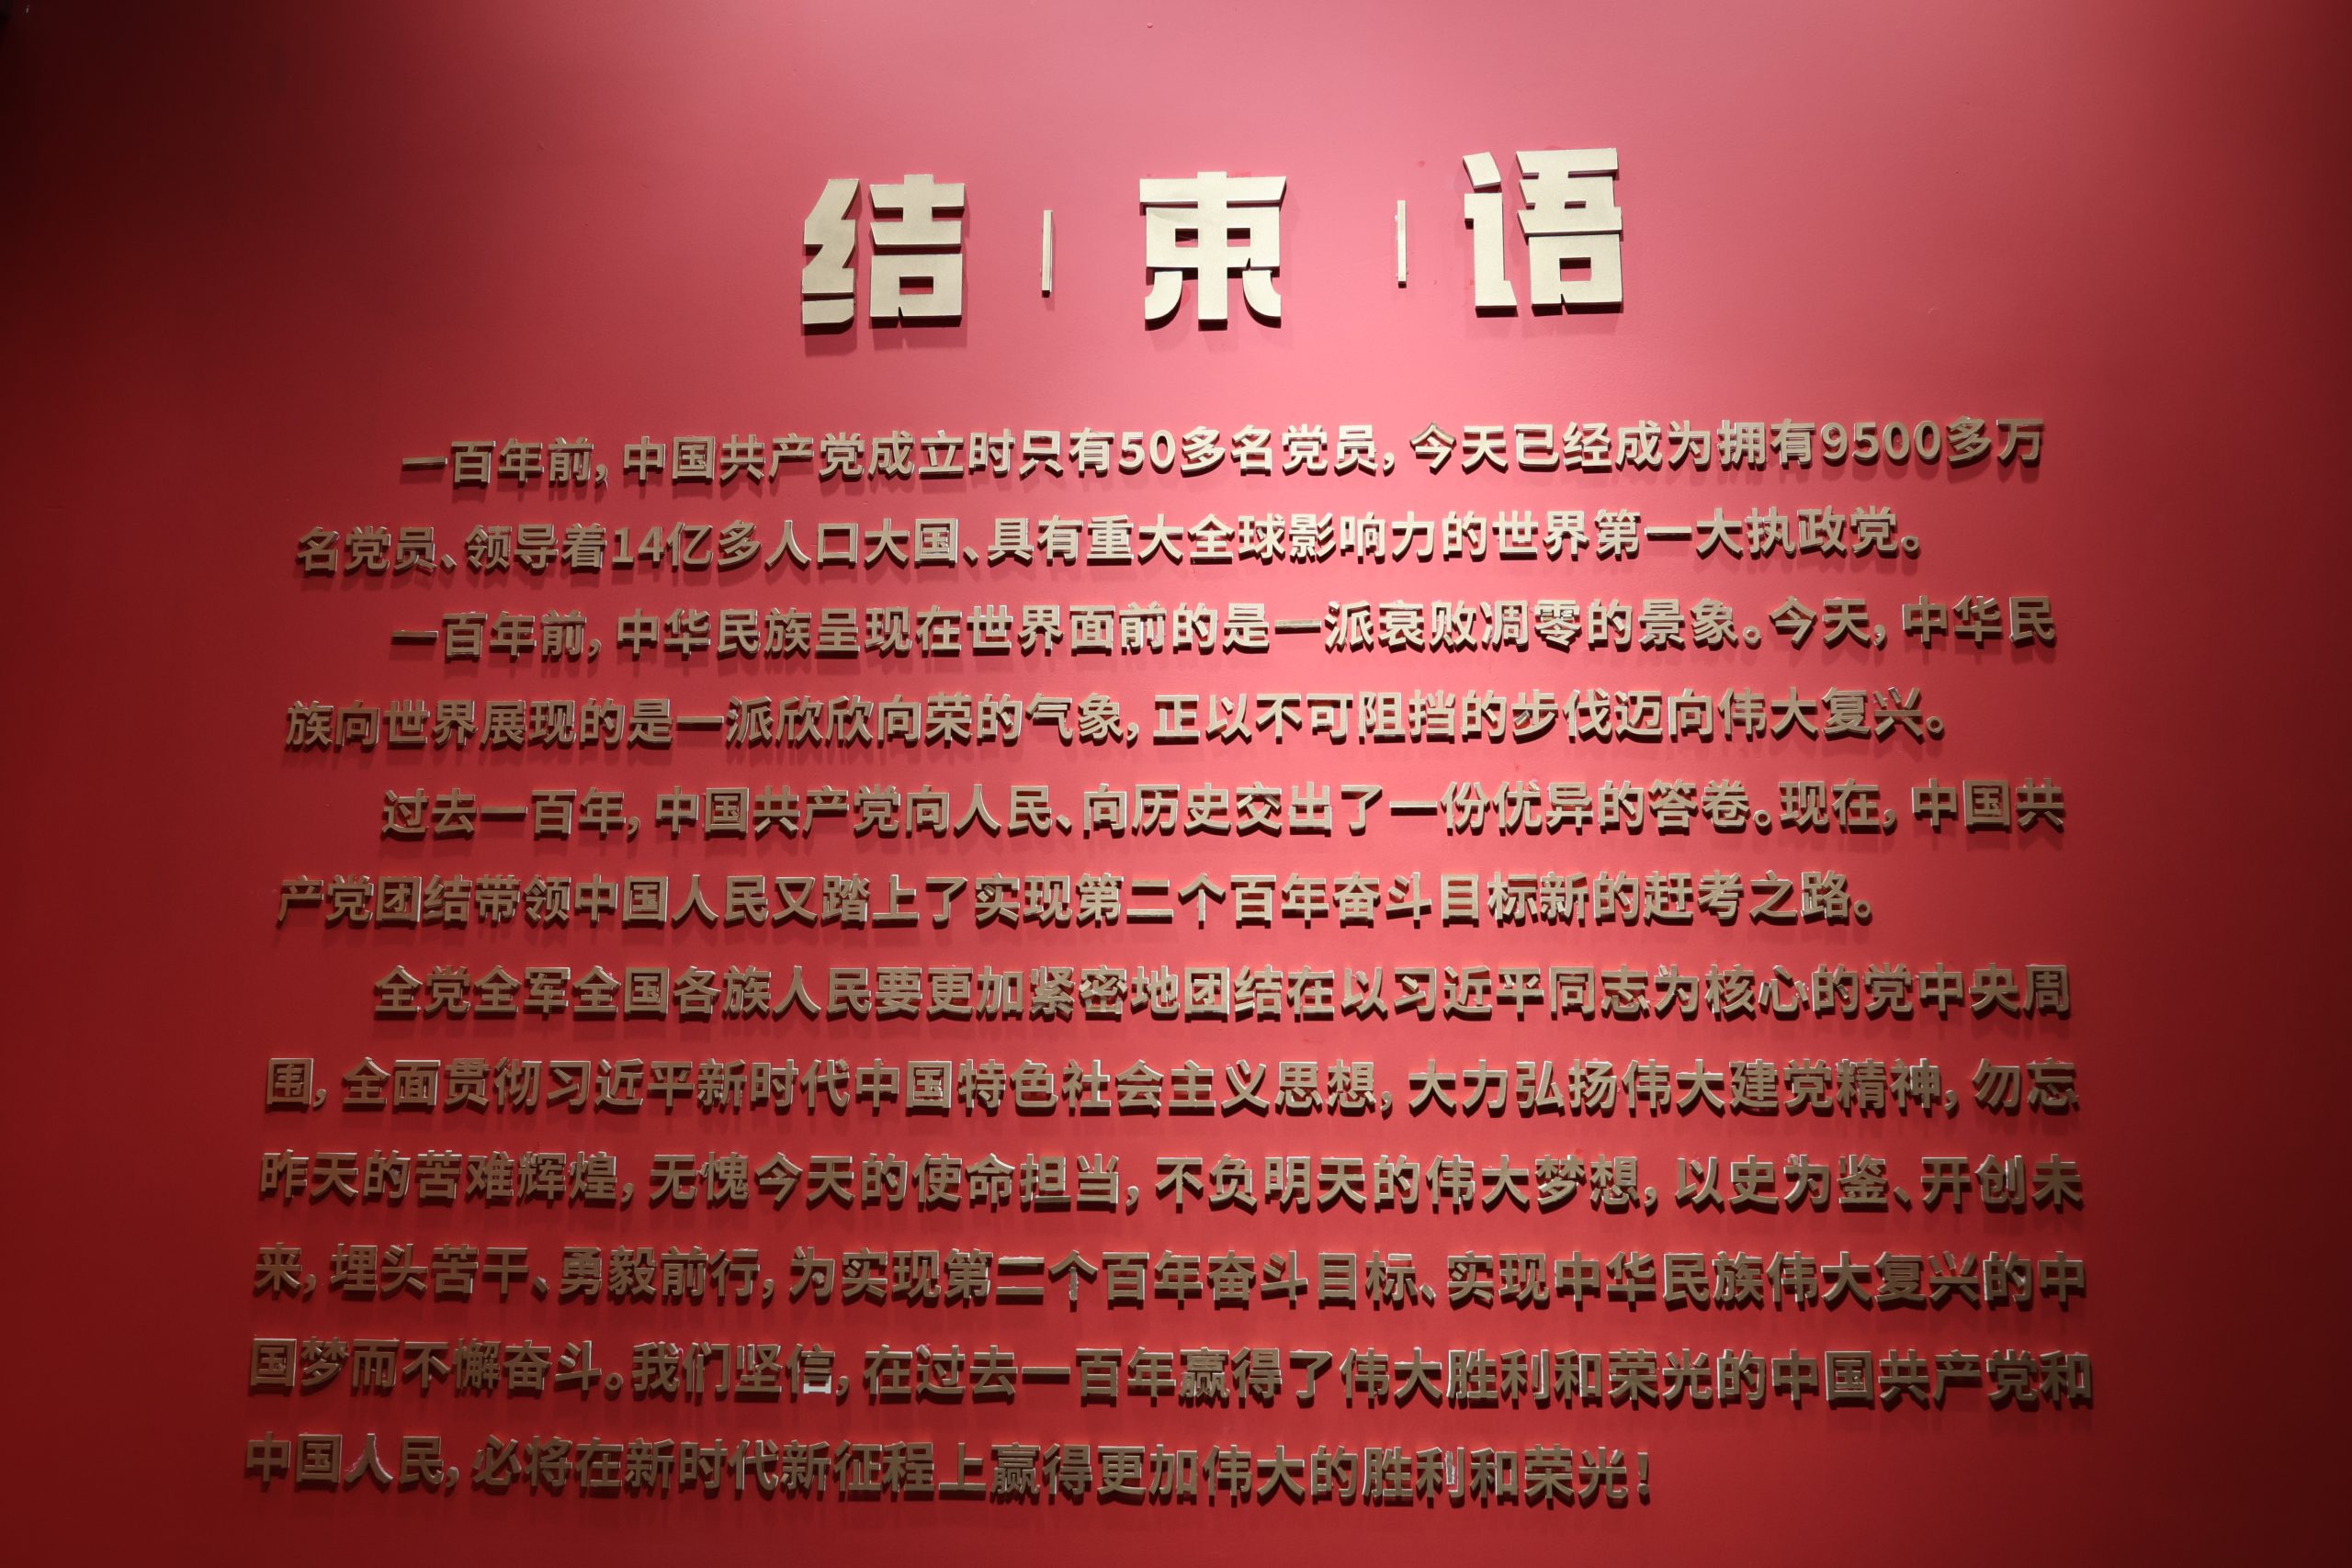 结束语
一百年前，中国共产党成立时只有50多名党员，今天已经成为拥有9500多万
名党员、领导着14亿多人口大国、具有重大全球影响力的世界第一大执政党。
一百年前，中华民族呈现在世界面前的是一派衰败凋零的景象。今天，中华民
族向世界展现的是一派欣欣向荣的气象，正以不可阻挡的步伐迈向伟大复兴。
过去一百年，中国共产党向人民、向历史交出了一份优异的答卷。现在，中国共
产党团结带领中国人民又踏上了实现第二个百年奋斗目标新的赶考之路。
全党全军全国各族人民要更加紧密地团结在以习近平同志为核心的党中央周
围，全面贯彻习近平新时代中国特色社会主义思想，大力弘扬伟大建党精神，勿忘
昨天的苦难辉煌，无愧今天的使命担当，不负明天的伟大梦想，以史为鉴、开创未
来，埋头苦干、勇毅前行，为实现第二个百年奋斗目标、实现中华民族伟大复兴的中
国梦而不懈奋斗。我们坚信，在过去一百年赢得了伟大胜利和荣光的中国共产党和
中国人民，必将在新时代新征程上赢得更加伟大的胜利和荣光！